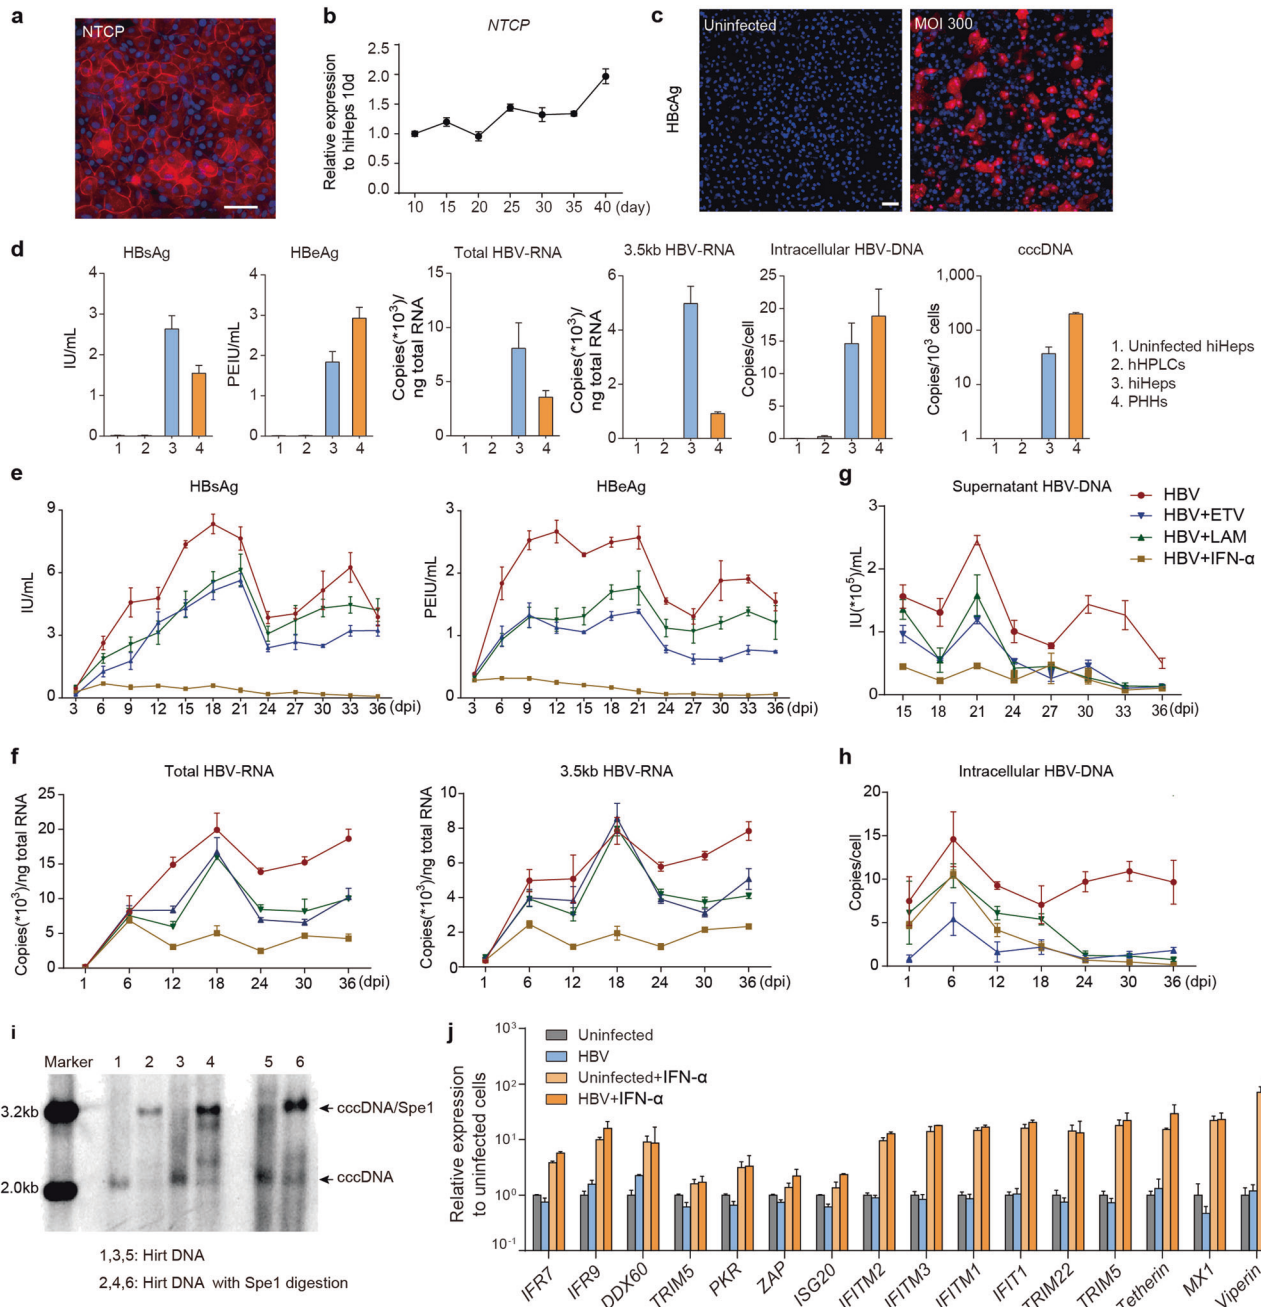 a
NTCP
b
NTCP
Relative expression
to hiHeps 10d
2.5
2.0
1.5
1.0
0.5
0.0
10 15 20 25 30 35 40 (day)
c
HBcAg
Uninfected
MOI 300
d
HBsAg
IU/mL
4
3
2
1
0
1 2 3 4
HBeAg
PEIU/mL
4
3
2
1
0
1 2 3 4
Total HBV-RNA
Copies(*10³)/
ng total RNA
15
10
5
0
1 2 3 4
3.5kb HBV-RNA
Copies(*10³)/
ng total RNA
6
4
2
0
1 2 3 4
Intracellular HBV-DNA
Copies/cell
25
20
15
10
5
0
1 2 3 4
cccDNA
Copies/10³ cells
1,000
100
10
1
1 2 3 4
1. Uninfected hiHeps
2. hHPLCs
3. hiHeps
4. PHHs
e
HBsAg
IU/mL
9
6
3
0
3 6 9 12 15 18 21 24 27 30 33 36 (dpi)
HBeAg
PEIU/mL
3
2
1
0
3 6 9 12 15 18 21 24 27 30 33 36 (dpi)
g
Supernatant HBV-DNA
IU(*10⁵)/mL
3
2
1
0
15 18 21 24 27 30 33 36 (dpi)
HBV
HBV+ETV
HBV+LAM
HBV+IFN-α
f
Total HBV-RNA
Copies(*10³)/ng total RNA
25
20
15
10
5
0
1 6 12 18 24 30 36 (dpi)
3.5kb HBV-RNA
Copies(*10³)/ng total RNA
10
8
6
4
2
0
1 6 12 18 24 30 36 (dpi)
h
Intracellular HBV-DNA
Copies/cell
20
15
10
5
0
1 6 12 18 24 30 36 (dpi)
i
Marker 1 2 3 4 5 6
3.2kb
2.0kb
cccDNA/Spe1
cccDNA
1,3,5: Hirt DNA
2,4,6: Hirt DNA with Spe1 digestion
j
Relative expression
to uninfected cells
10³
10²
10¹
10⁰
10⁻¹
Uninfected
HBV
Uninfected+IFN-α
HBV+IFN-α
IFR7 IFR9 DDX60 TRIM5 PKR ZAP ISG20 IFITM2 IFITM3 IFITM1 IFIT1 TRIM22 TRIM5 Tetherin MX1 Viperin